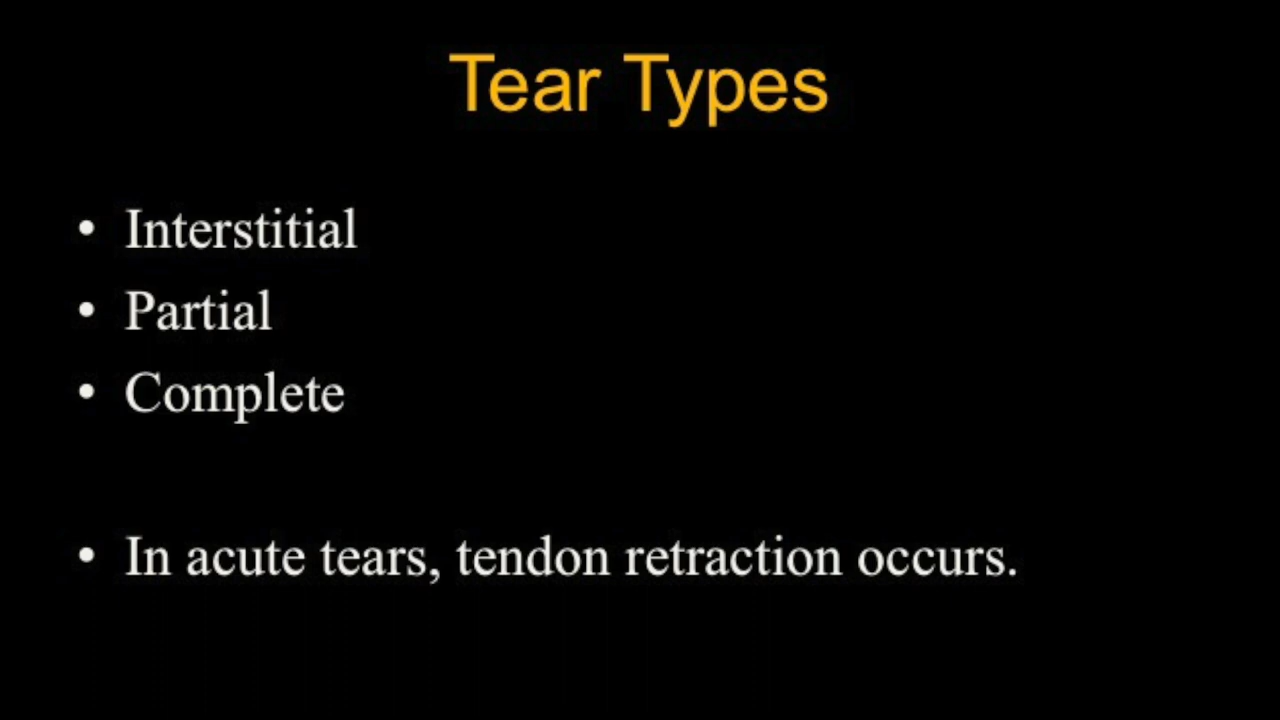 Tear Types
• Interstitial
• Partial
• Complete
• In acute tears, tendon retraction occurs.